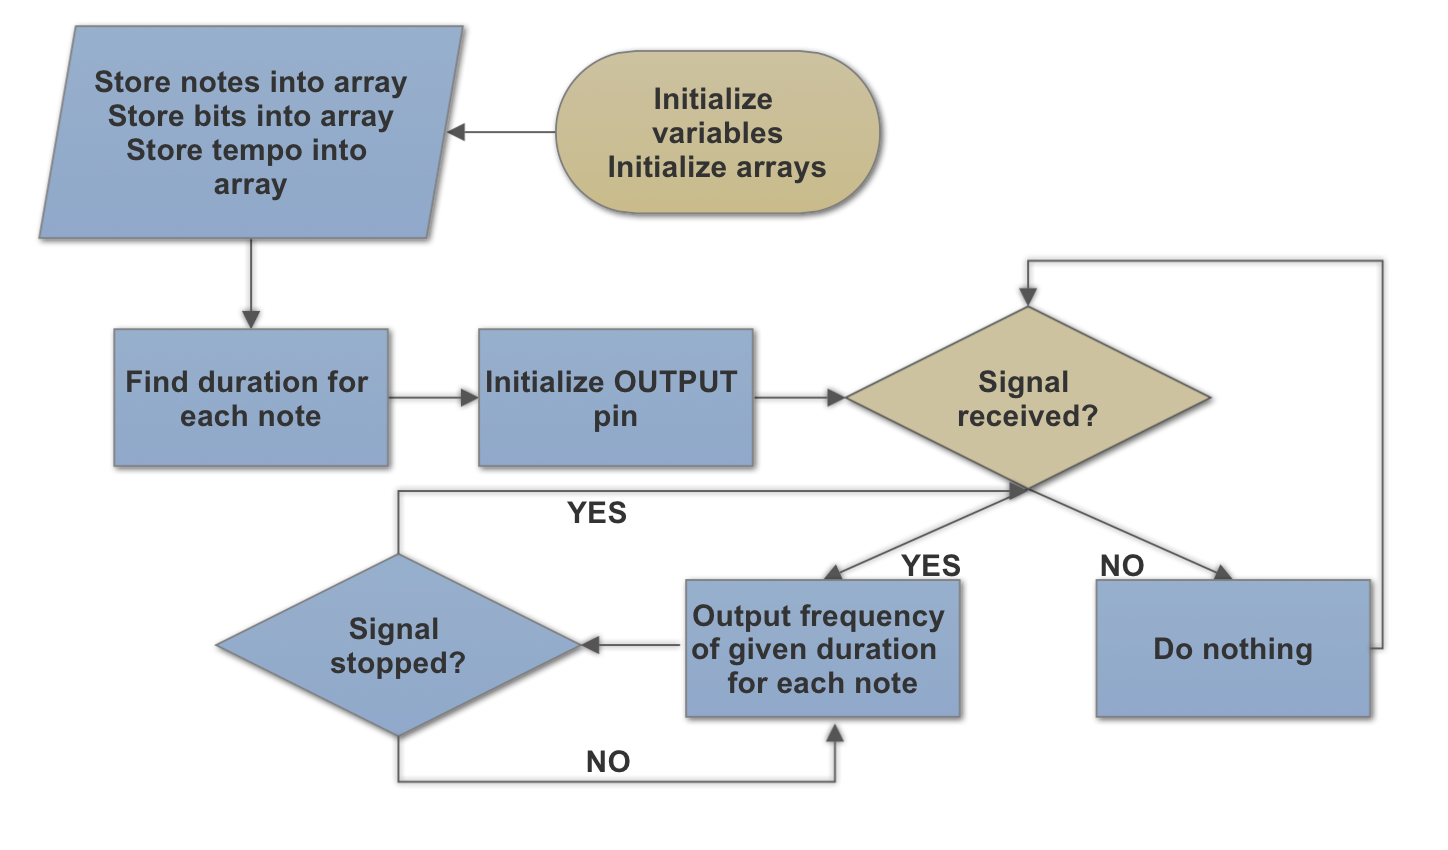 Store notes into array
Store bits into array
Store tempo into
array
Initialize
variables
Initialize arrays
Find duration for
each note
Initialize OUTPUT
pin
Signal
received?
YES
YES
NO
Signal
stopped?
Output frequency
of given duration
for each note
Do nothing
NO